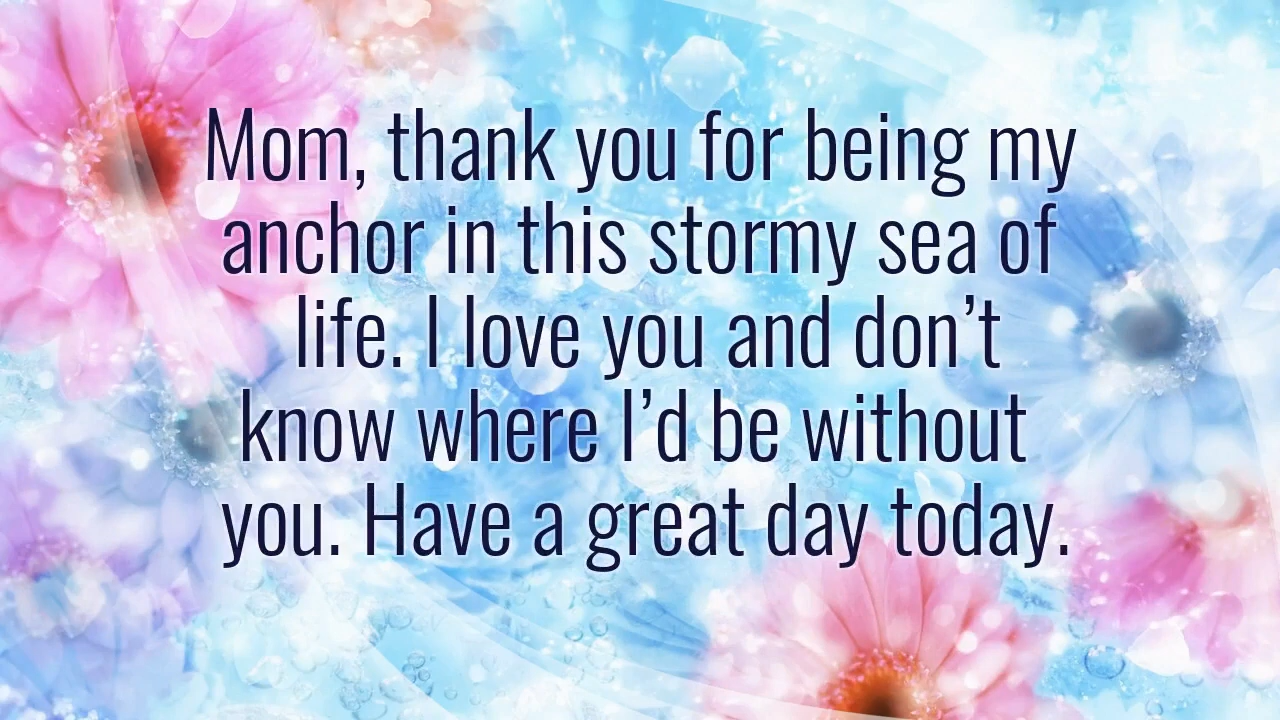 Mom, thank you for being my
anchor in this stormy sea of
life. I love you and don’t
know where I’d be without
you. Have a great day today.